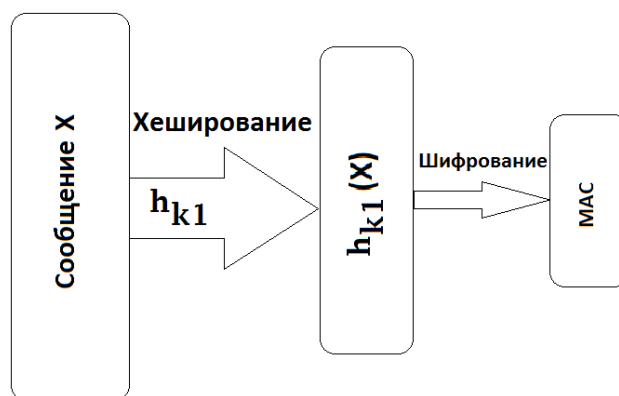 Сообщение X
Хеширование
h_k1
h_k1 (X)
Шифрование
MAC